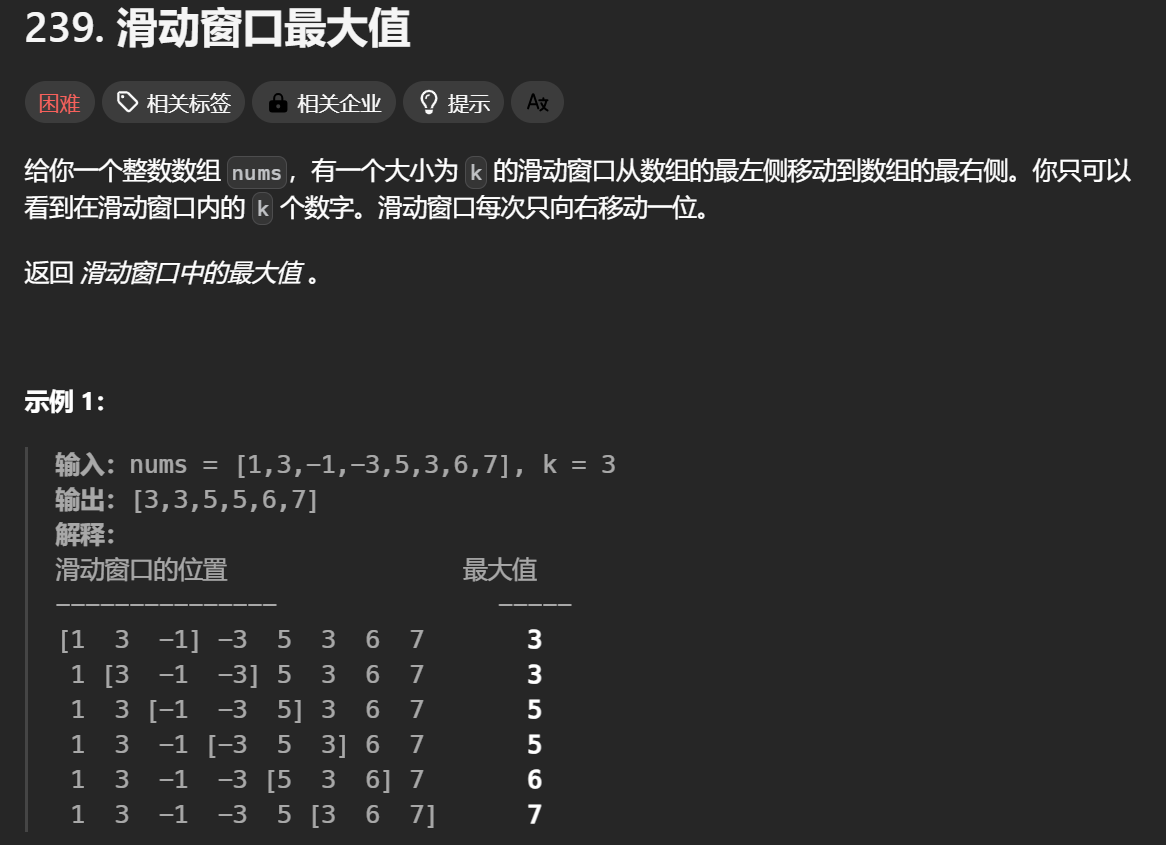 239. 滑动窗口最大值
困难 相关标签 相关企业 提示 A文
给你一个整数数组 nums，有一个大小为 k 的滑动窗口从数组的最左侧移动到数组的最右侧。你只可以
看到在滑动窗口内的 k 个数字。滑动窗口每次只向右移动一位。
返回 滑动窗口中的最大值 。
示例 1：
输入：nums = [1,3,-1,-3,5,3,6,7], k = 3
输出：[3,3,5,5,6,7]
解释：
滑动窗口的位置                最大值
---------------               -----
[1  3  -1] -3  5  3  6  7       3
 1 [3  -1  -3] 5  3  6  7       3
 1  3 [-1  -3  5] 3  6  7       5
 1  3  -1 [-3  5  3] 6  7       5
 1  3  -1  -3 [5  3  6] 7       6
 1  3  -1  -3  5 [3  6  7]      7